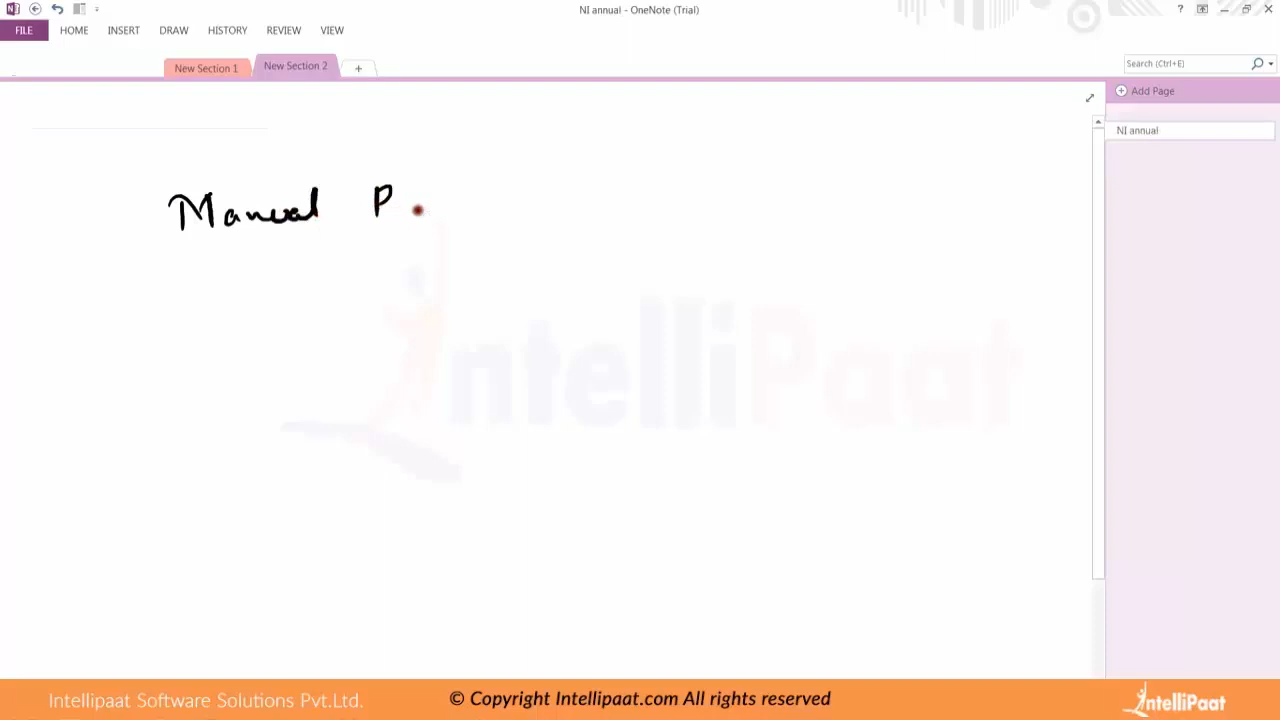 NI annual - OneNote (Trial)
FILE HOME INSERT DRAW HISTORY REVIEW VIEW
New Section 1 New Section 2 +
Search (Ctrl+E)
Add Page
NI annual
Manual P
IntelliPaat
Intellipaat Software Solutions Pvt.Ltd.
© Copyright Intellipaat.com All rights reserved
IntelliPaat